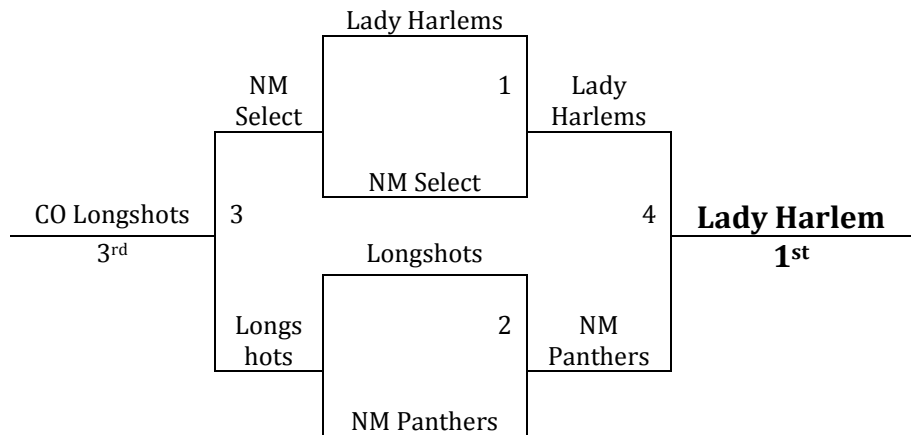 Lady Harlems
NM
Select
1
Lady
Harlems
NM Select
CO Longshots
3
4
Lady Harlem
3rd
Longshots
1st
Longs
hots
2
NM
Panthers
NM Panthers